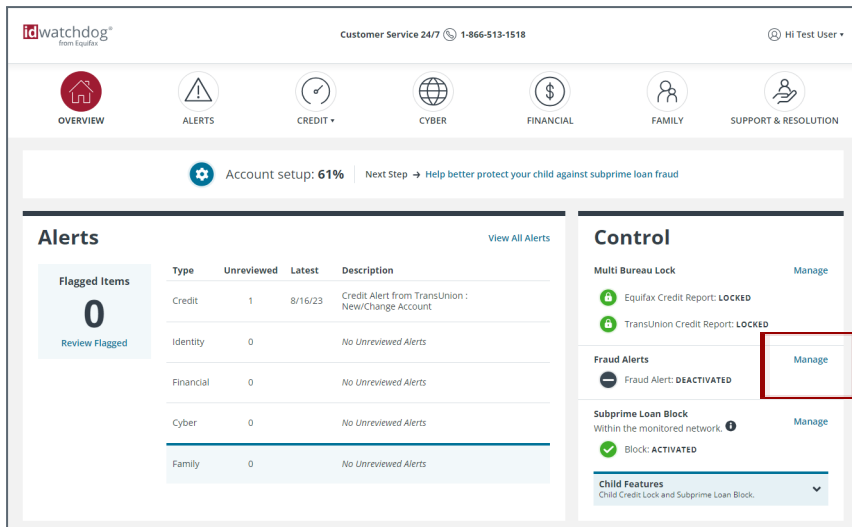 idwatchdog®
from Equifax
Customer Service 24/7 1-866-513-1518
Hi Test User
OVERVIEW
ALERTS
CREDIT
CYBER
FINANCIAL
FAMILY
SUPPORT & RESOLUTION
Account setup: 61% Next Step → Help better protect your child against subprime loan fraud
Alerts
View All Alerts
Flagged Items
0
Review Flagged
Type Unreviewed Latest Description
Credit 1 8/16/23 Credit Alert from TransUnion :
New/Change Account
Identity 0 No Unreviewed Alerts
Financial 0 No Unreviewed Alerts
Cyber 0 No Unreviewed Alerts
Family 0 No Unreviewed Alerts
Control
Multi Bureau Lock Manage
Equifax Credit Report: LOCKED
TransUnion Credit Report: LOCKED
Fraud Alerts Manage
Fraud Alert: DEACTIVATED
Subprime Loan Block
Within the monitored network. Manage
Block: ACTIVATED
Child Features
Child Credit Lock and Subprime Loan Block.